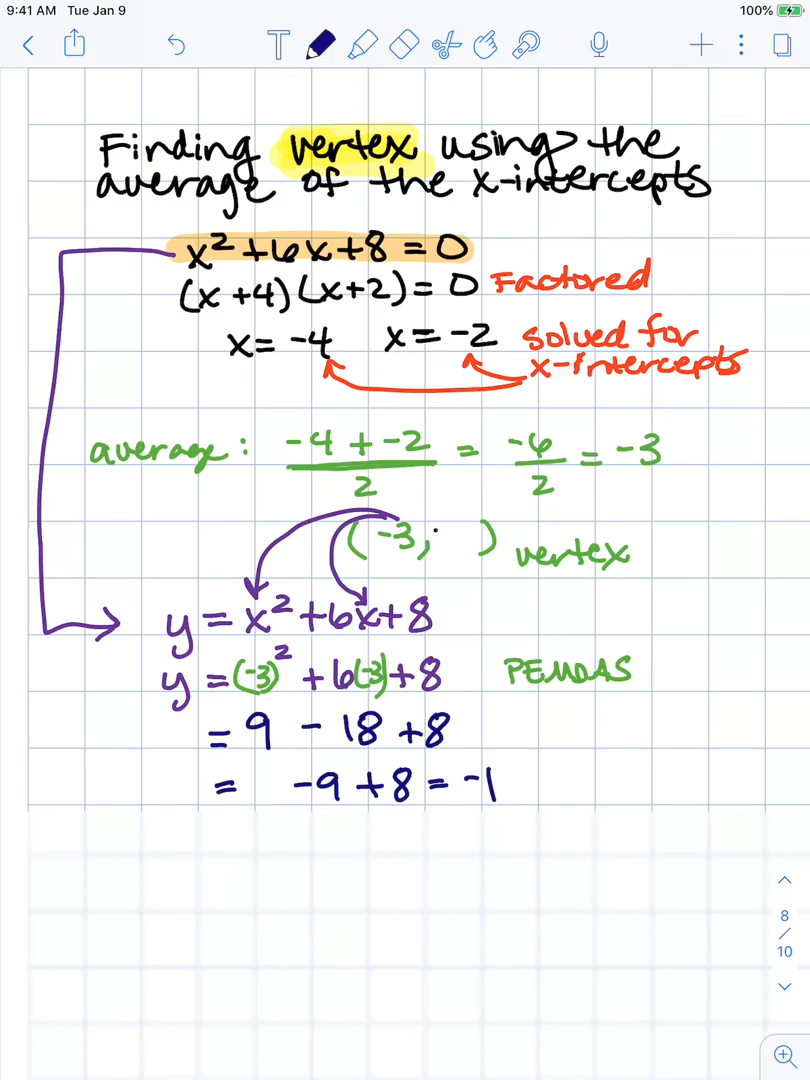 9:41 AM Tue Jan 9 100%
T
Finding vertex using the
average of the x-intercepts
x² + 6x + 8 = 0
(x + 4)(x + 2) = 0 Factored
x = -4 x = -2 solved for
x-intercepts
average: \frac{-4 + -2}{2} = \frac{-6}{2} = -3
(-3, ) vertex
y = x² + 6x + 8
y = (-3)² + 6(-3) + 8 PEMDAS
= 9 - 18 + 8
= -9 + 8 = -1
8
/
10